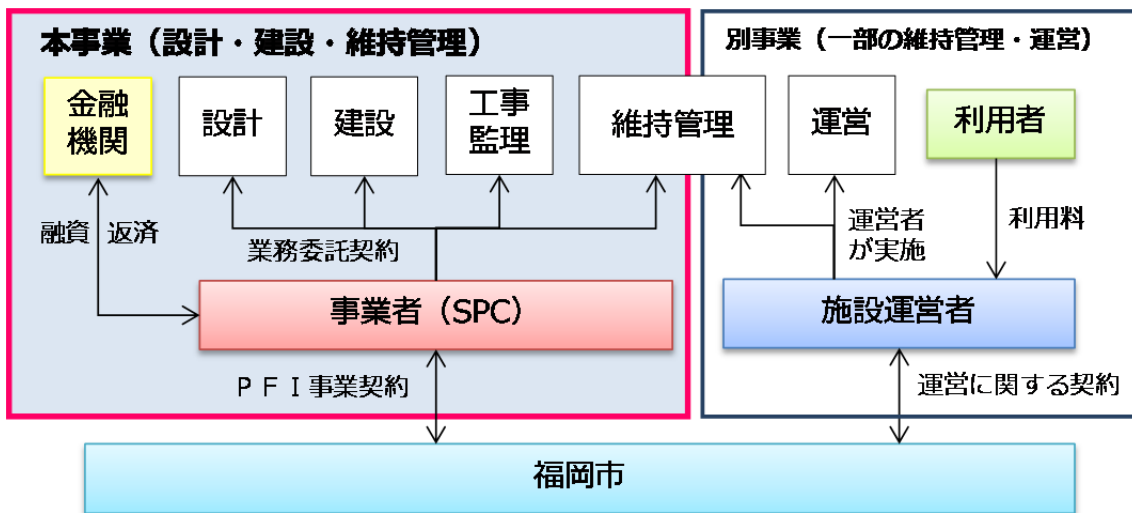 本事業（設計・建設・維持管理）
金融
機関
設計
建設
工事
監理
維持管理
融資
返済
業務委託契約
事業者（SPC）
ＰＦＩ事業契約
別事業（一部の維持管理・運営）
運営
利用者
運営者
が実施
利用料
施設運営者
運営に関する契約
福岡市